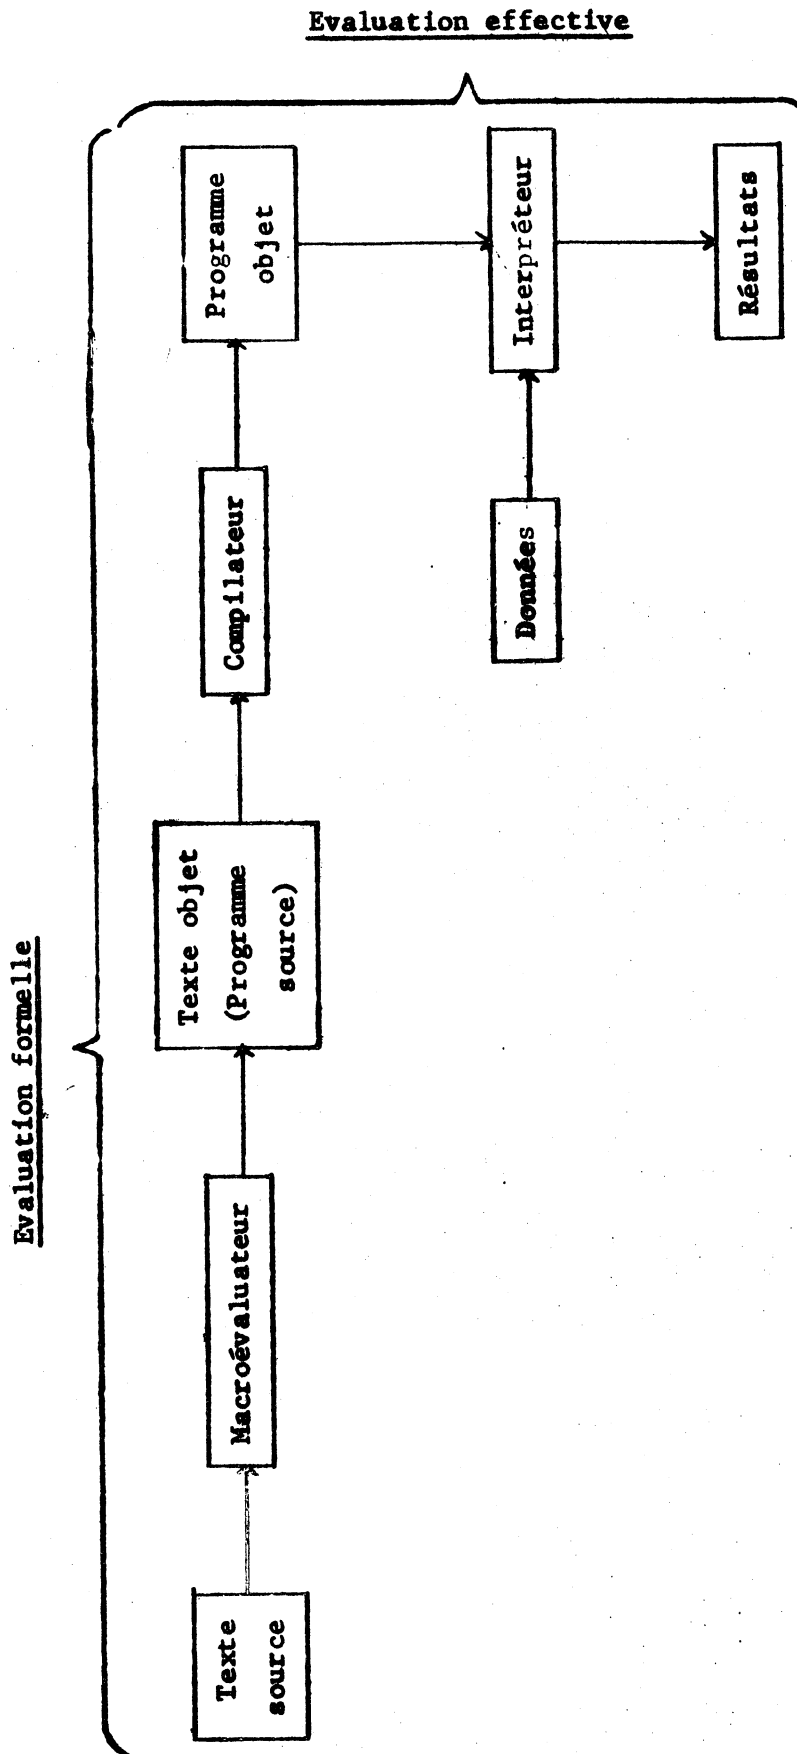 Evaluation formelle
Texte
source
Macroévaluateur
Texte objet
(Programme
source)
Compilateur
Programme
objet
Evaluation effective
Données
Interpréteur
Résultats